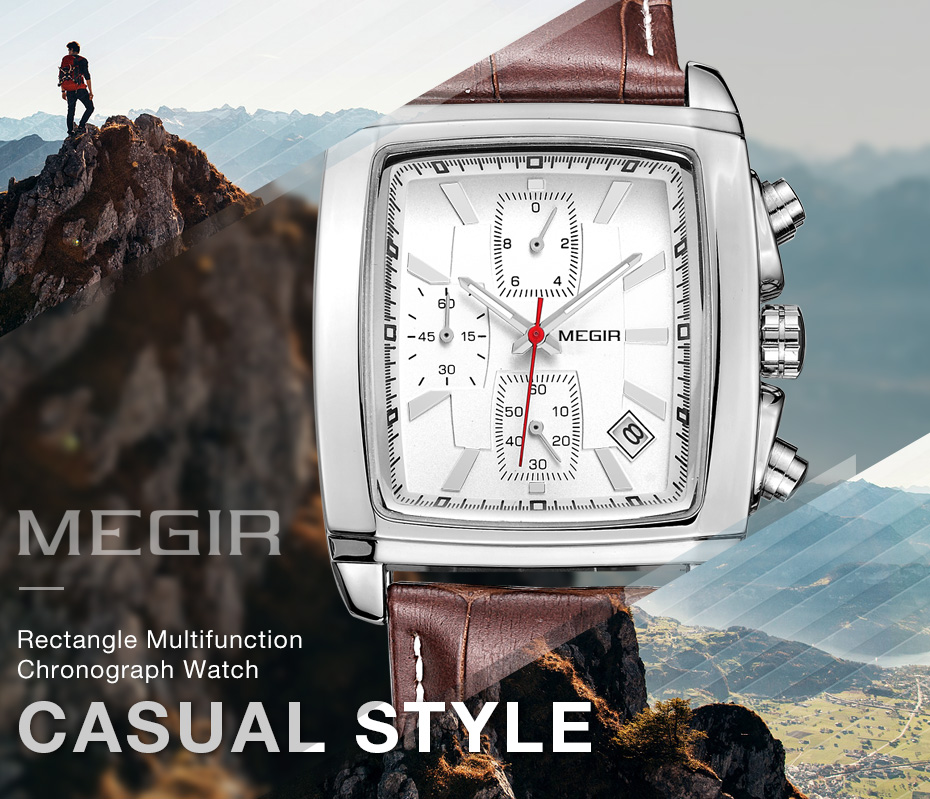 0
8 2
6 4
60
45 15
30
MEGIR
60
50 10
40 20
30
8
MEGIR
Rectangle Multifunction
Chronograph Watch
CASUAL STYLE